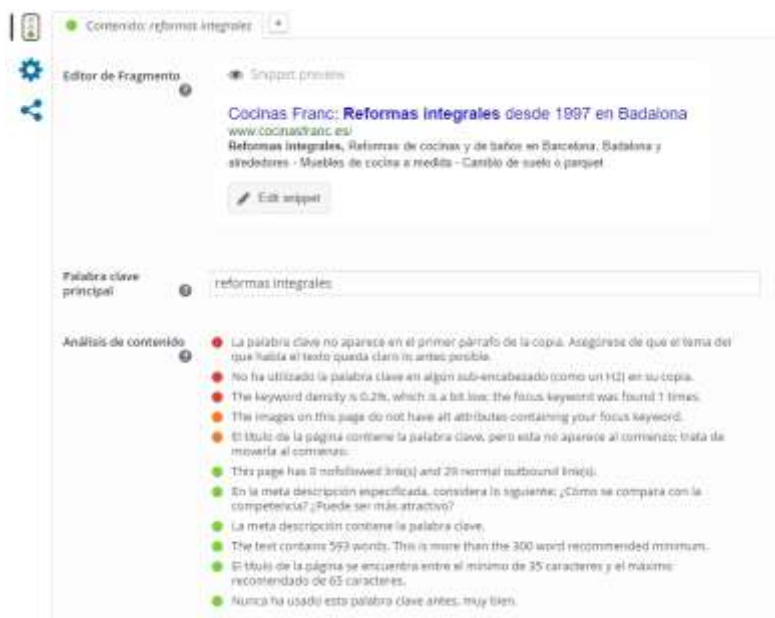 Contenido: reformas integrales +
Editor de Fragmento
Snippet preview
Cocinas Franc: Reformas integrales desde 1997 en Badalona
www.cocinasfranc.es/
Reformas integrales, Reformas de cocinas y de baños en Barcelona, Badalona y
alrededores - Muebles de cocina a medida - Cambio de suelo o parquet
Edit snippet
Palabra clave
principal
reformas integrales
Análisis de contenido
La palabra clave no aparece en el primer párrafo de la copia. Asegúrese de que el tema del
que habla el texto queda claro lo antes posible.
No ha utilizado la palabra clave en algún sub-encabezado (como un H2) en su copia.
The keyword density is 0.2%, which is a bit low; the focus keyword was found 1 times.
The images on this page do not have alt attributes containing your focus keyword.
El título de la página contiene la palabra clave, pero esta no aparece al comienzo; trata de
moverla al comienzo.
This page has 0 nofollowed link(s) and 29 normal outbound link(s).
En la meta descripción especificada, considera lo siguiente: ¿Cómo se compara con la
competencia? ¿Puede ser más atractivo?
La meta descripción contiene la palabra clave.
The text contains 593 words. This is more than the 300 word recommended minimum.
El título de la página se encuentra entre el mínimo de 35 caracteres y el máximo
recomendado de 65 caracteres.
Nunca ha usado esta palabra clave antes, muy bien.